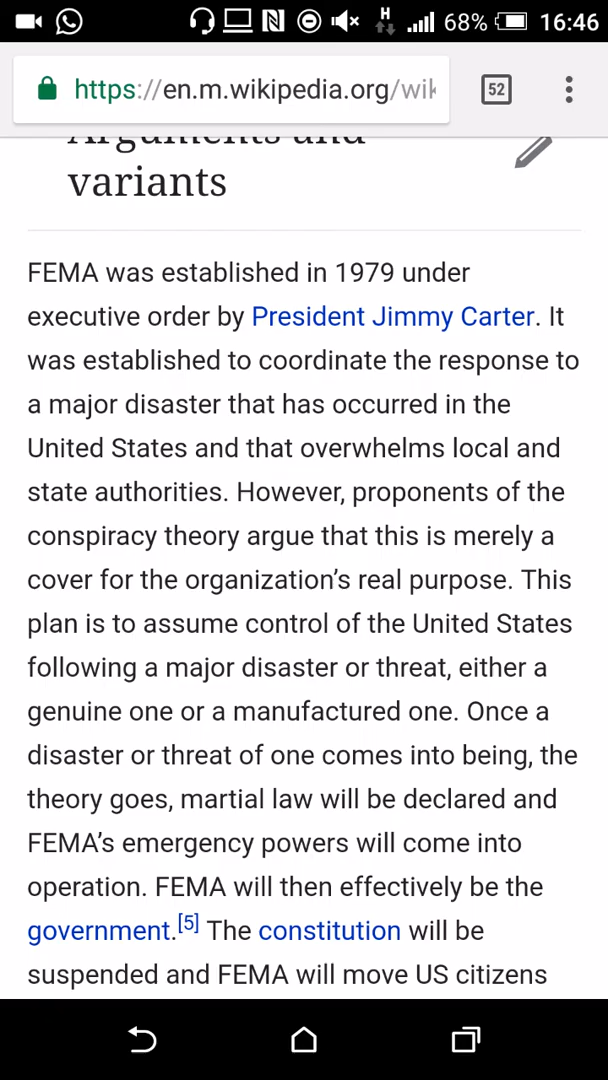 H
68%
16:46
https://en.m.wikipedia.org/wik
52
Arguments and
variants
FEMA was established in 1979 under
executive order by President Jimmy Carter. It
was established to coordinate the response to
a major disaster that has occurred in the
United States and that overwhelms local and
state authorities. However, proponents of the
conspiracy theory argue that this is merely a
cover for the organization’s real purpose. This
plan is to assume control of the United States
following a major disaster or threat, either a
genuine one or a manufactured one. Once a
disaster or threat of one comes into being, the
theory goes, martial law will be declared and
FEMA’s emergency powers will come into
operation. FEMA will then effectively be the
government.[5] The constitution will be
suspended and FEMA will move US citizens